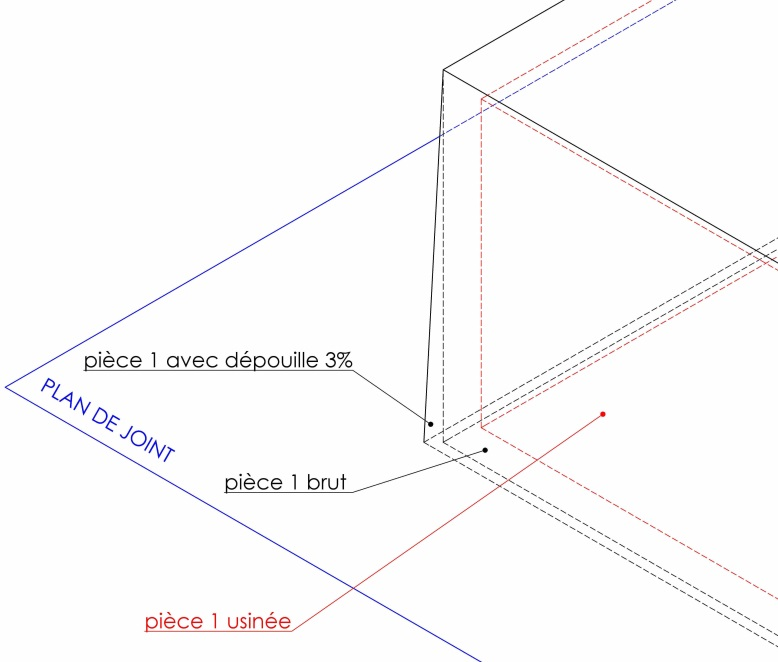 pièce 1 avec dépouille 3%
PLAN DE JOINT
pièce 1 brut
pièce 1 usinée